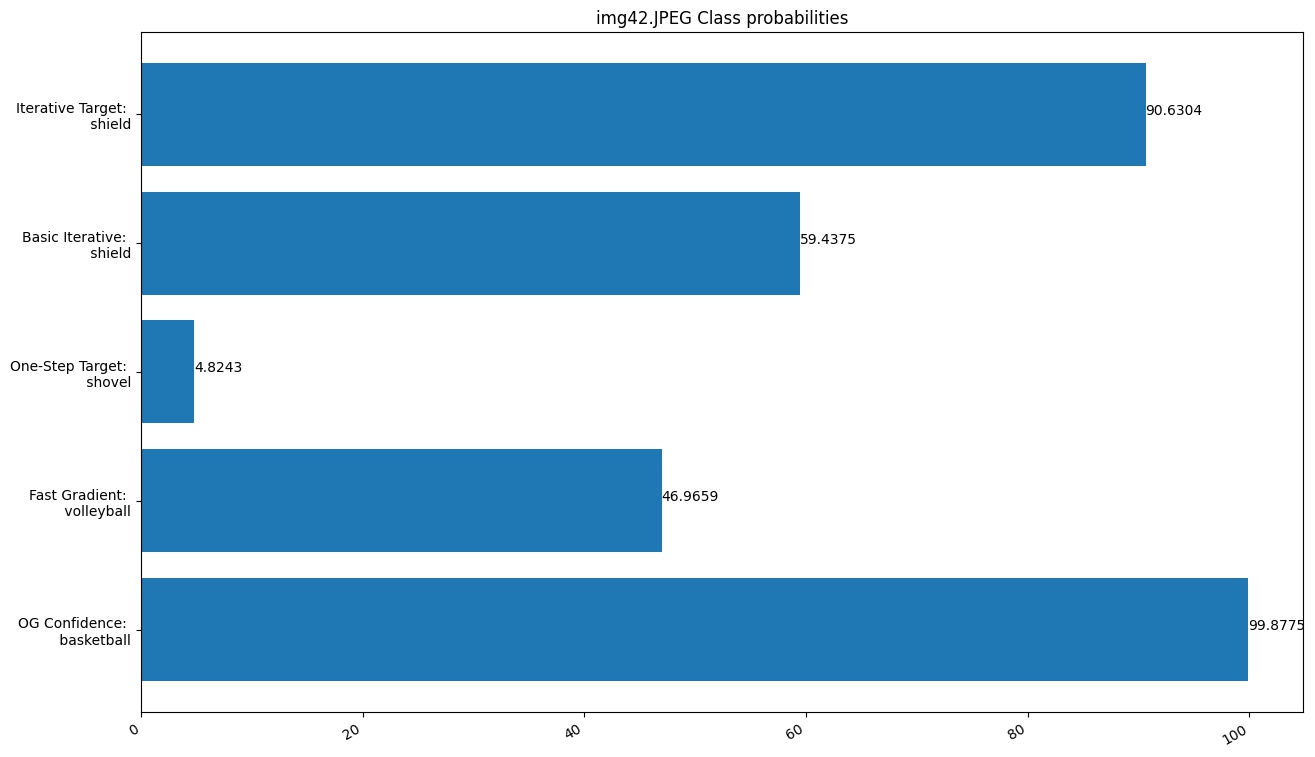 img42.JPEG Class probabilities
Iterative Target:
shield
90.6304
Basic Iterative:
shield
59.4375
One-Step Target:
shovel
4.8243
Fast Gradient:
volleyball
46.9659
OG Confidence:
basketball
99.8775
0
20
40
60
80
100